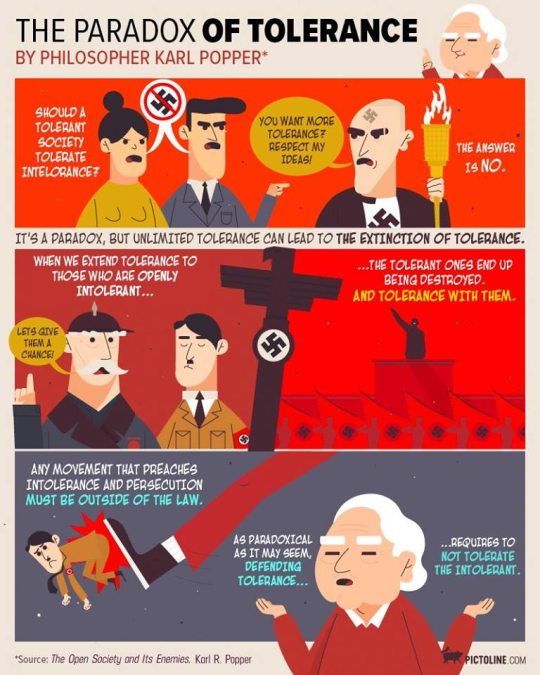 THE PARADOX OF TOLERANCE
BY PHILOSOPHER KARL POPPER*
SHOULD A
TOLERANT
SOCIETY
TOLERATE
INTELORANCE?
YOU WANT MORE
TOLERANCE?
RESPECT MY
IDEAS!
THE ANSWER
IS NO.
IT'S A PARADOX, BUT UNLIMITED TOLERANCE CAN LEAD TO THE EXTINCTION OF TOLERANCE.
WHEN WE EXTEND TOLERANCE TO
THOSE WHO ARE OPENLY
INTOLERANT...
LETS GIVE
THEM A
CHANCE!
...THE TOLERANT ONES END UP
BEING DESTROYED.
AND TOLERANCE WITH THEM.
ANY MOVEMENT THAT PREACHES
INTOLERANCE AND PERSECUTION
MUST BE OUTSIDE OF THE LAW.
AS PARADOXICAL
AS IT MAY SEEM,
DEFENDING
TOLERANCE...
...REQUIRES TO
NOT TOLERATE
THE INTOLERANT.
*Source: The Open Society and Its Enemies. Karl R. Popper
PICTOLINE.COM